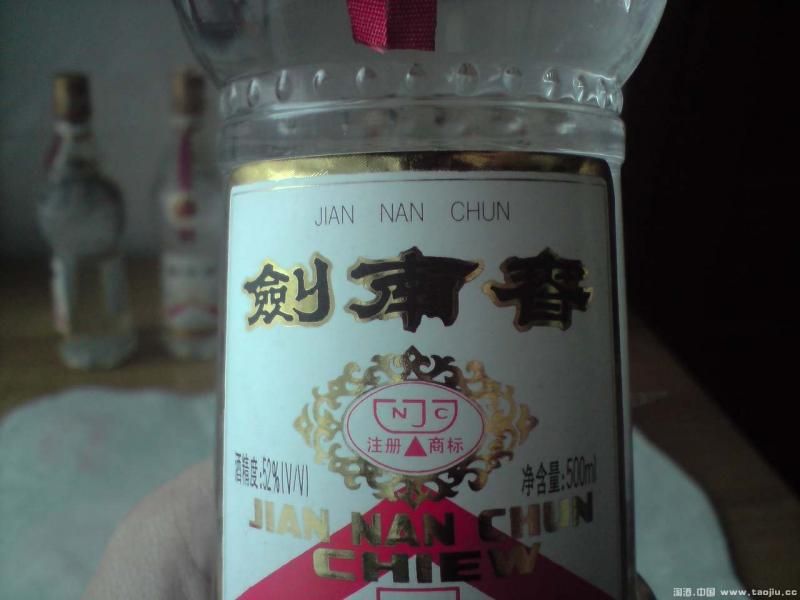 JIAN NAN CHUN
劍南春
NJC
注册 商标
酒精度:52%(V/V)
净含量:500ml
JIAN NAN CHUN
CHIEW
淘酒.中国 www.taojiu.cc